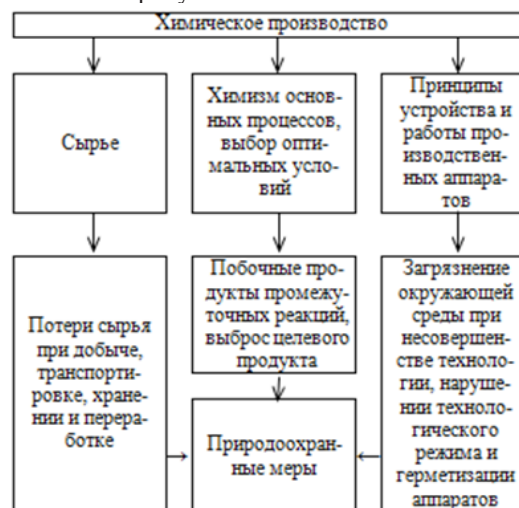 Химическое производство
Сырье
Химизм основ-
ных процессов,
выбор опти-
мальных усло-
вий
Принципы
устройства и
работы про-
изводствен-
ных аппара-
тов
Потери сырья
при добыче,
транспорти-
ровке, хране-
нии и перера-
ботке
Побочные про-
дукты промежу-
точных реакций,
выброс целевого
продукта
Загрязнение
окружающей
среды при
несовершен-
стве техноло-
гии, наруше-
нии техноло-
гического
режима и
герметизации
аппаратов
Природоохран-
ные меры